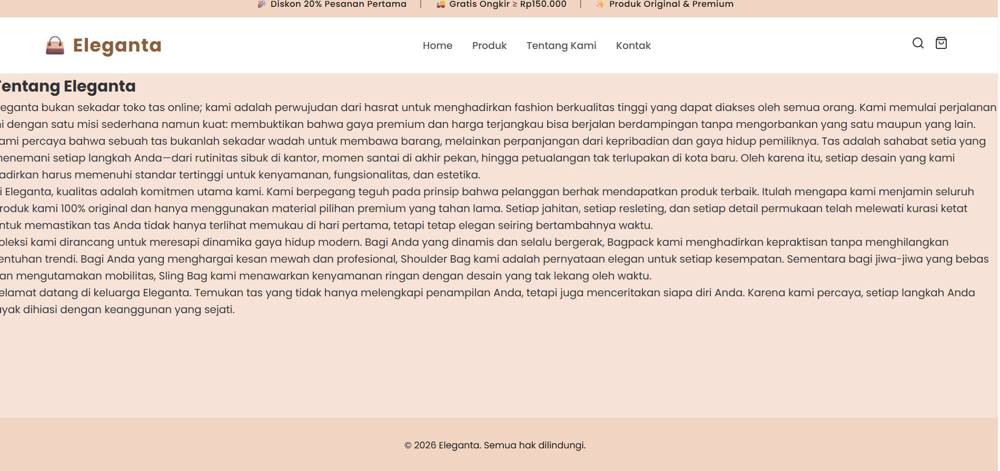 Diskon 20% Pesanan Pertama | Gratis Ongkir ≥ Rp150.000 | Produk Original & Premium
Eleganta
Home Produk Tentang Kami Kontak
Tentang Eleganta
eganta bukan sekadar toko tas online; kami adalah perwujudan dari hasrat untuk menghadirkan fashion berkualitas tinggi yang dapat diakses oleh semua orang. Kami memulai perjalanan
i dengan satu misi sederhana namun kuat: membuktikan bahwa gaya premium dan harga terjangkau bisa berjalan berdampingan tanpa mengorbankan yang satu maupun yang lain.
ami percaya bahwa sebuah tas bukanlah sekadar wadah untuk membawa barang, melainkan perpanjangan dari kepribadian dan gaya hidup pemiliknya. Tas adalah sahabat setia yang
menemani setiap langkah Anda—dari rutinitas sibuk di kantor, momen santai di akhir pekan, hingga petualangan tak terlupakan di kota baru. Oleh karena itu, setiap desain yang kami
adirkan harus memenuhi standar tertinggi untuk kenyamanan, fungsionalitas, dan estetika.
i Eleganta, kualitas adalah komitmen utama kami. Kami berpegang teguh pada prinsip bahwa pelanggan berhak mendapatkan produk terbaik. Itulah mengapa kami menjamin seluruh
roduk kami 100% original dan hanya menggunakan material pilihan premium yang tahan lama. Setiap jahitan, setiap resleting, dan setiap detail permukaan telah melewati kurasi ketat
ntuk memastikan tas Anda tidak hanya terlihat memukau di hari pertama, tetapi tetap elegan seiring bertambahnya waktu.
oleksi kami dirancang untuk meresapi dinamika gaya hidup modern. Bagi Anda yang dinamis dan selalu bergerak, Bagpack kami menghadirkan kepraktisan tanpa menghilangkan
entuhan trendi. Bagi Anda yang menghargai kesan mewah dan profesional, Shoulder Bag kami adalah pernyataan elegan untuk setiap kesempatan. Sementara bagi jiwa-jiwa yang bebas
an mengutamakan mobilitas, Sling Bag kami menawarkan kenyamanan ringan dengan desain yang tak lekang oleh waktu.
elamat datang di keluarga Eleganta. Temukan tas yang tidak hanya melengkapi penampilan Anda, tetapi juga menceritakan siapa diri Anda. Karena kami percaya, setiap langkah Anda
ayak dihiasi dengan keanggunan yang sejati.
© 2026 Eleganta. Semua hak dilindungi.